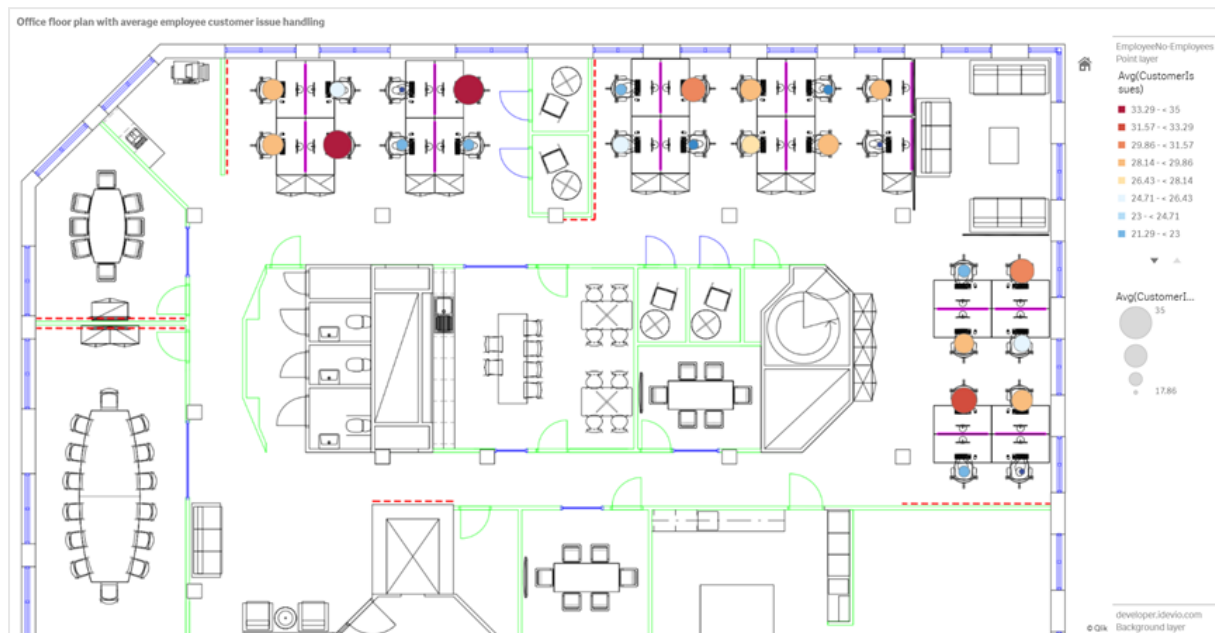 Office floor plan with average employee customer issue handling
EmployeeNo-Employees
Point layer
Avg(CustomerIs
sues)
33.29 - < 35
31.57 - < 33.29
29.86 - < 31.57
28.14 - < 29.86
26.43 - < 28.14
24.71 - < 26.43
23 - < 24.71
21.29 - < 23
Avg(CustomerI...
35
17.86
developer.idevio.com
© Qlik Background layer